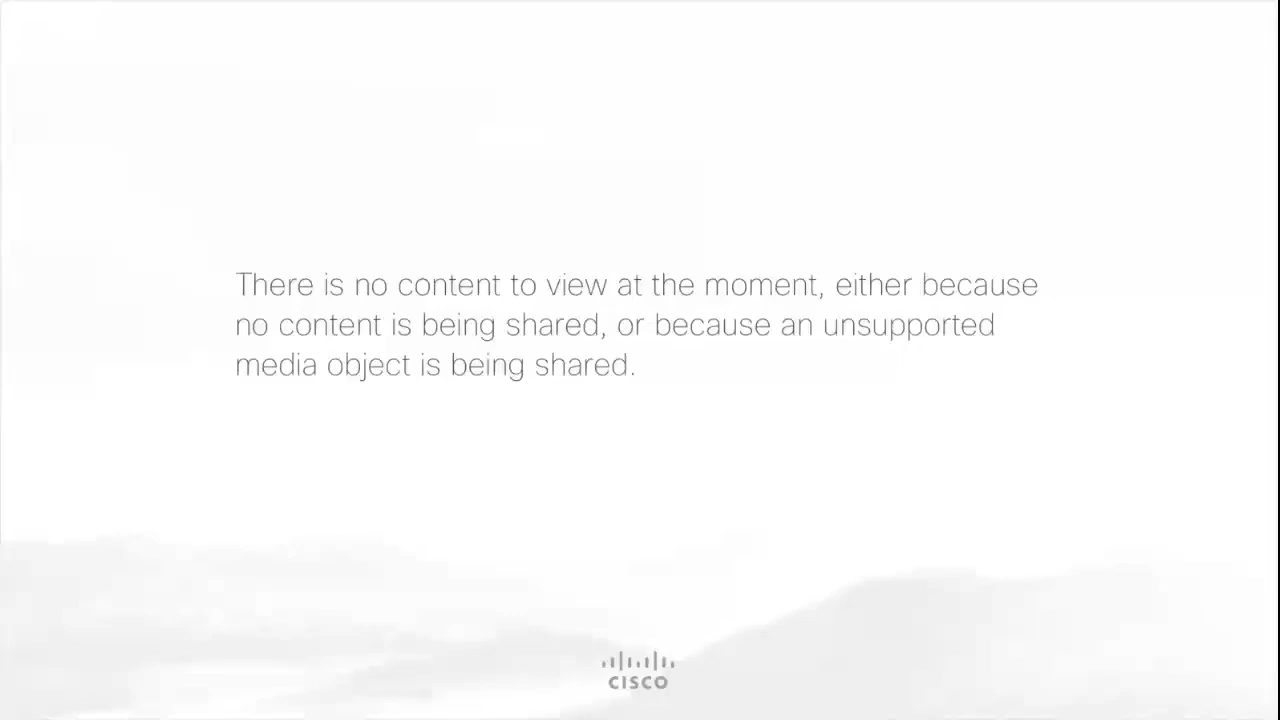 There is no content to view at the moment, either because
no content is being shared, or because an unsupported
media object is being shared.
CISCO